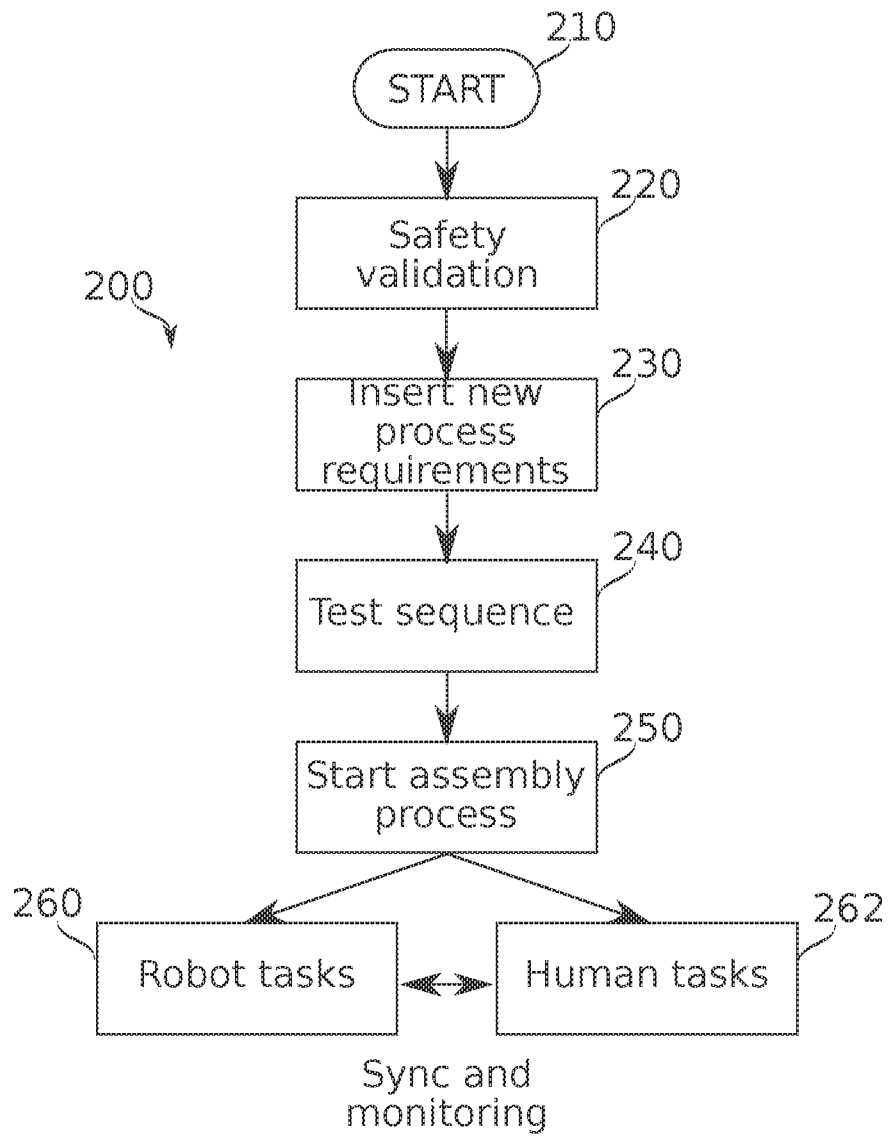 210
START
220
Safety
validation
200
230
Insert new
process
requirements
240
Test sequence
250
Start assembly
process
260
262
Robot tasks
Human tasks
Sync and
monitoring